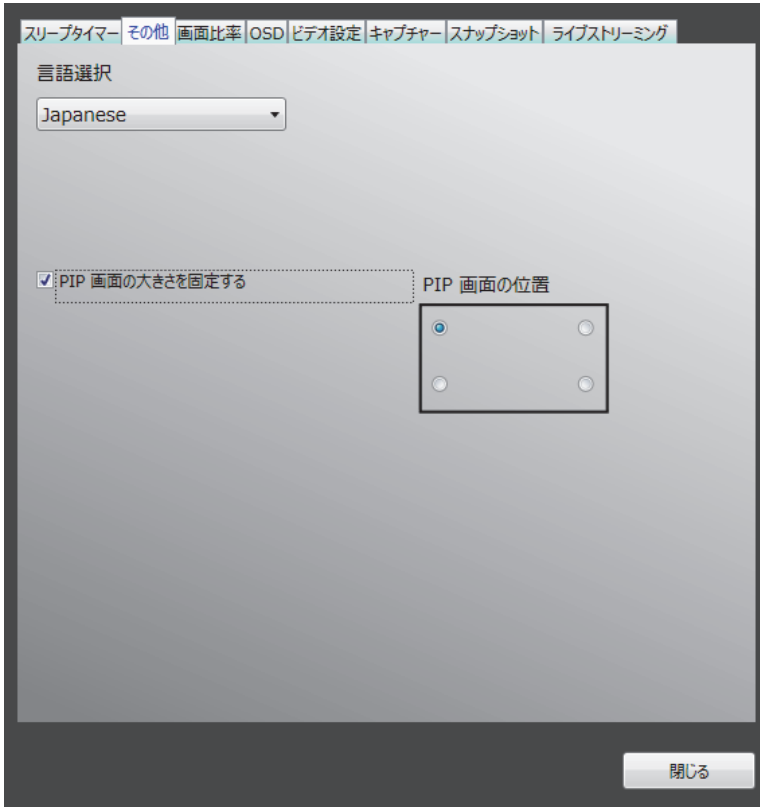 スリープタイマー その他 画面比率 OSD ビデオ設定 キャプチャー スナップショット ライブストリーミング
言語選択
Japanese
PIP 画面の大きさを固定する
PIP 画面の位置
閉じる